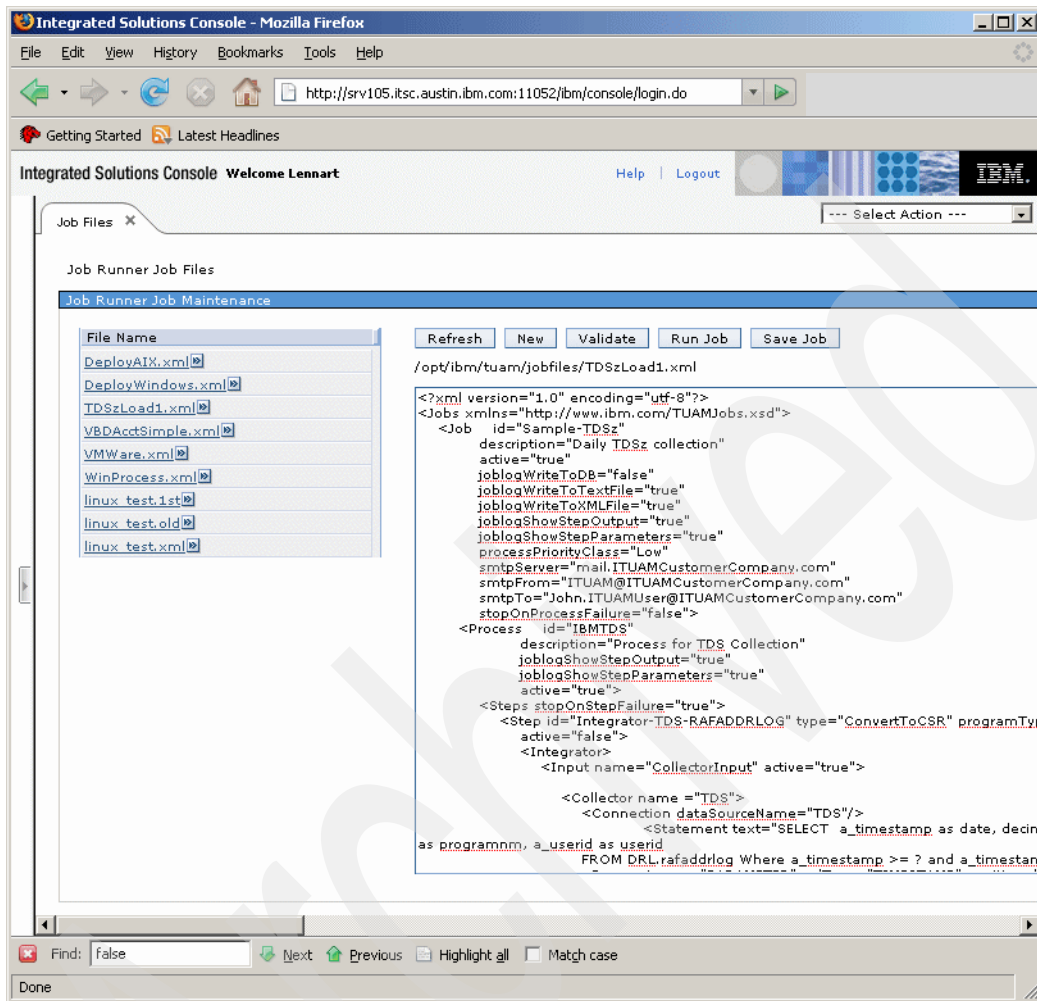 Integrated Solutions Console - Mozilla Firefox
File Edit View History Bookmarks Tools Help
http://srv105.itsc.austin.ibm.com:11052/ibm/console/login.do
Getting Started Latest Headlines
Integrated Solutions Console Welcome Lennart Help | Logout IBM.
Job Files --- Select Action ---
Job Runner Job Files
Job Runner Job Maintenance
File Name
DeployAIX.xml
DeployWindows.xml
TDSzLoad1.xml
VBDAcctSimple.xml
VMWare.xml
WinProcess.xml
linux_test.1st
linux_test.old
linux_test.xml
Refresh New Validate Run Job Save Job
/opt/ibm/tuam/jobfiles/TDSzLoad1.xml
<?xml version="1.0" encoding="utf-8"?>
<Jobs xmlns="http://www.ibm.com/TUAMJobs.xsd">
<Job id="Sample-TDSz"
description="Daily TDSz collection"
active="true"
joblogWriteToDB="false"
joblogWriteToTextFile="true"
joblogWriteToXMLFile="true"
joblogShowStepOutput="true"
joblogShowStepParameters="true"
processPriorityClass="Low"
smtpServer="mail.ITUAMCustomerCompany.com"
smtpFrom="ITUAM@ITUAMCustomerCompany.com"
smtpTo="John.ITUAMUser@ITUAMCustomerCompany.com"
stopOnProcessFailure="false">
<Process id="IBMTDS"
description="Process for TDS Collection"
joblogShowStepOutput="true"
joblogShowStepParameters="true"
active="true">
<Steps stopOnStepFailure="true">
<Step id="Integrator-TDS-RAFADDRLOG" type="ConvertToCSR" programTyp
active="false">
<Integrator>
<Input name="CollectorInput" active="true">
<Collector name ="TDS">
<Connection dataSourceName="TDS"/>
<Statement text="SELECT a_timestamp as date, decim
as programnm, a_userid as userid
FROM DRL.rafaddrlog Where a_timestamp >= ? and a_timestam
Find: false Next Previous Highlight all Match case
Done
Archived